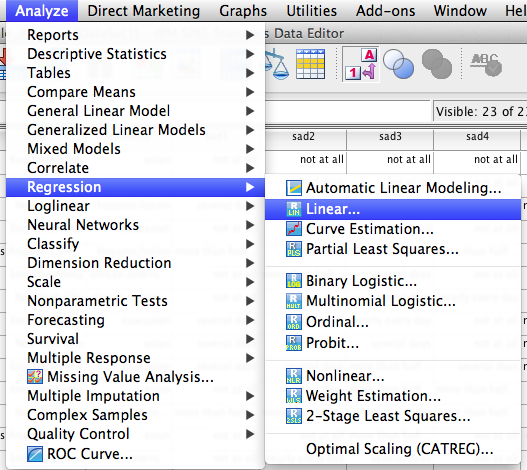 Analyze Direct Marketing Graphs Utilities Add-ons Window
s Data Editor
Visible: 23 of
sad2 sad3 sad4
not at all not at all not at all
Reports
Descriptive Statistics
Tables
Compare Means
General Linear Model
Generalized Linear Models
Mixed Models
Correlate
Regression
Loglinear
Neural Networks
Classify
Dimension Reduction
Scale
Nonparametric Tests
Forecasting
Survival
Multiple Response
Missing Value Analysis...
Multiple Imputation
Complex Samples
Quality Control
ROC Curve...
Automatic Linear Modeling...
Linear...
Curve Estimation...
Partial Least Squares...
Binary Logistic...
Multinomial Logistic...
Ordinal...
Probit...
Nonlinear...
Weight Estimation...
2-Stage Least Squares...
Optimal Scaling (CATREG)...